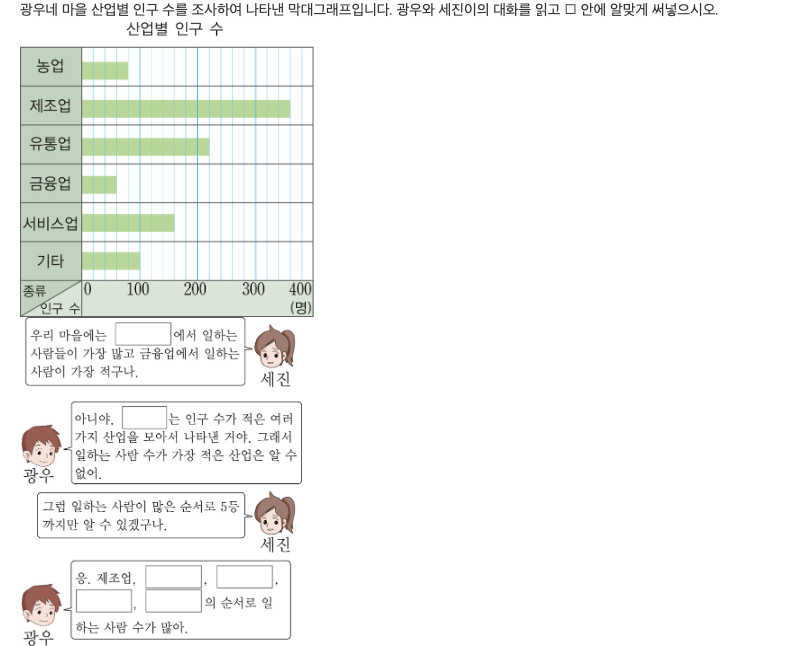 광우네 마을 산업별 인구 수를 조사하여 나타낸 막대그래프입니다. 광우와 세진이의 대화를 읽고 □ 안에 알맞게 써넣으시오.
산업별 인구 수
농업
제조업
유통업
금융업
서비스업
기타
종류
인구 수
0 100 200 300 400
(명)
우리 마을에는 에서 일하는
사람들이 가장 많고 금융업에서 일하는
사람이 가장 적구나.
세진
아니야. 는 인구 수가 적은 여러
가지 산업을 모아서 나타낸 거야. 그래서
일하는 사람 수가 가장 적은 산업은 알 수
없어.
광우
그럼 일하는 사람이 많은 순서로 5등
까지만 알 수 있겠구나.
세진
응. 제조업, , ,
, 의 순서로 일
하는 사람 수가 많아.
광우